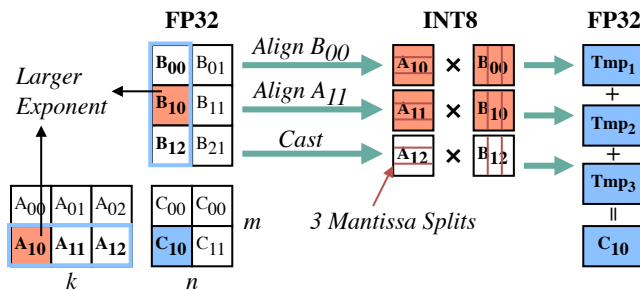 FP32 INT8 FP32
B00 B01 Align B00 A10 × B00 Tmp1
Larger
Exponent
+
B10 B11 Align A11 A11 × B10 Tmp2
+
B12 B21 Cast A12 × B12 Tmp3
3 Mantissa Splits
=
A00 A01 A02 C00 C00 m
A10 A11 A12 C10 C11 C10
k n